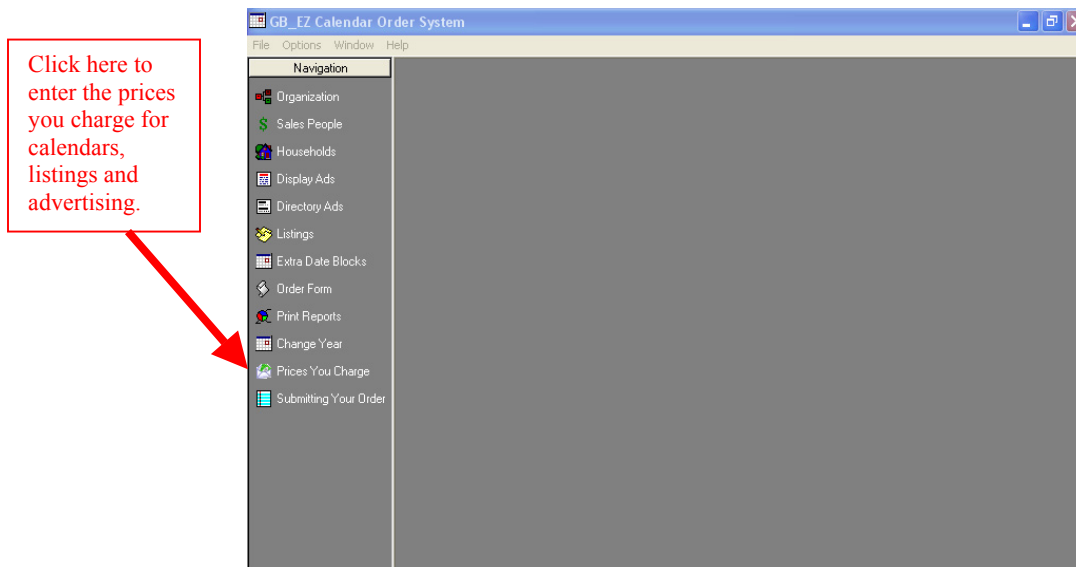 GB_EZ Calendar Order System
File Options Window Help
Click here to
enter the prices
you charge for
calendars,
listings and
advertising.
Navigation
Organization
Sales People
Households
Display Ads
Directory Ads
Listings
Extra Date Blocks
Order Form
Print Reports
Change Year
Prices You Charge
Submitting Your Order